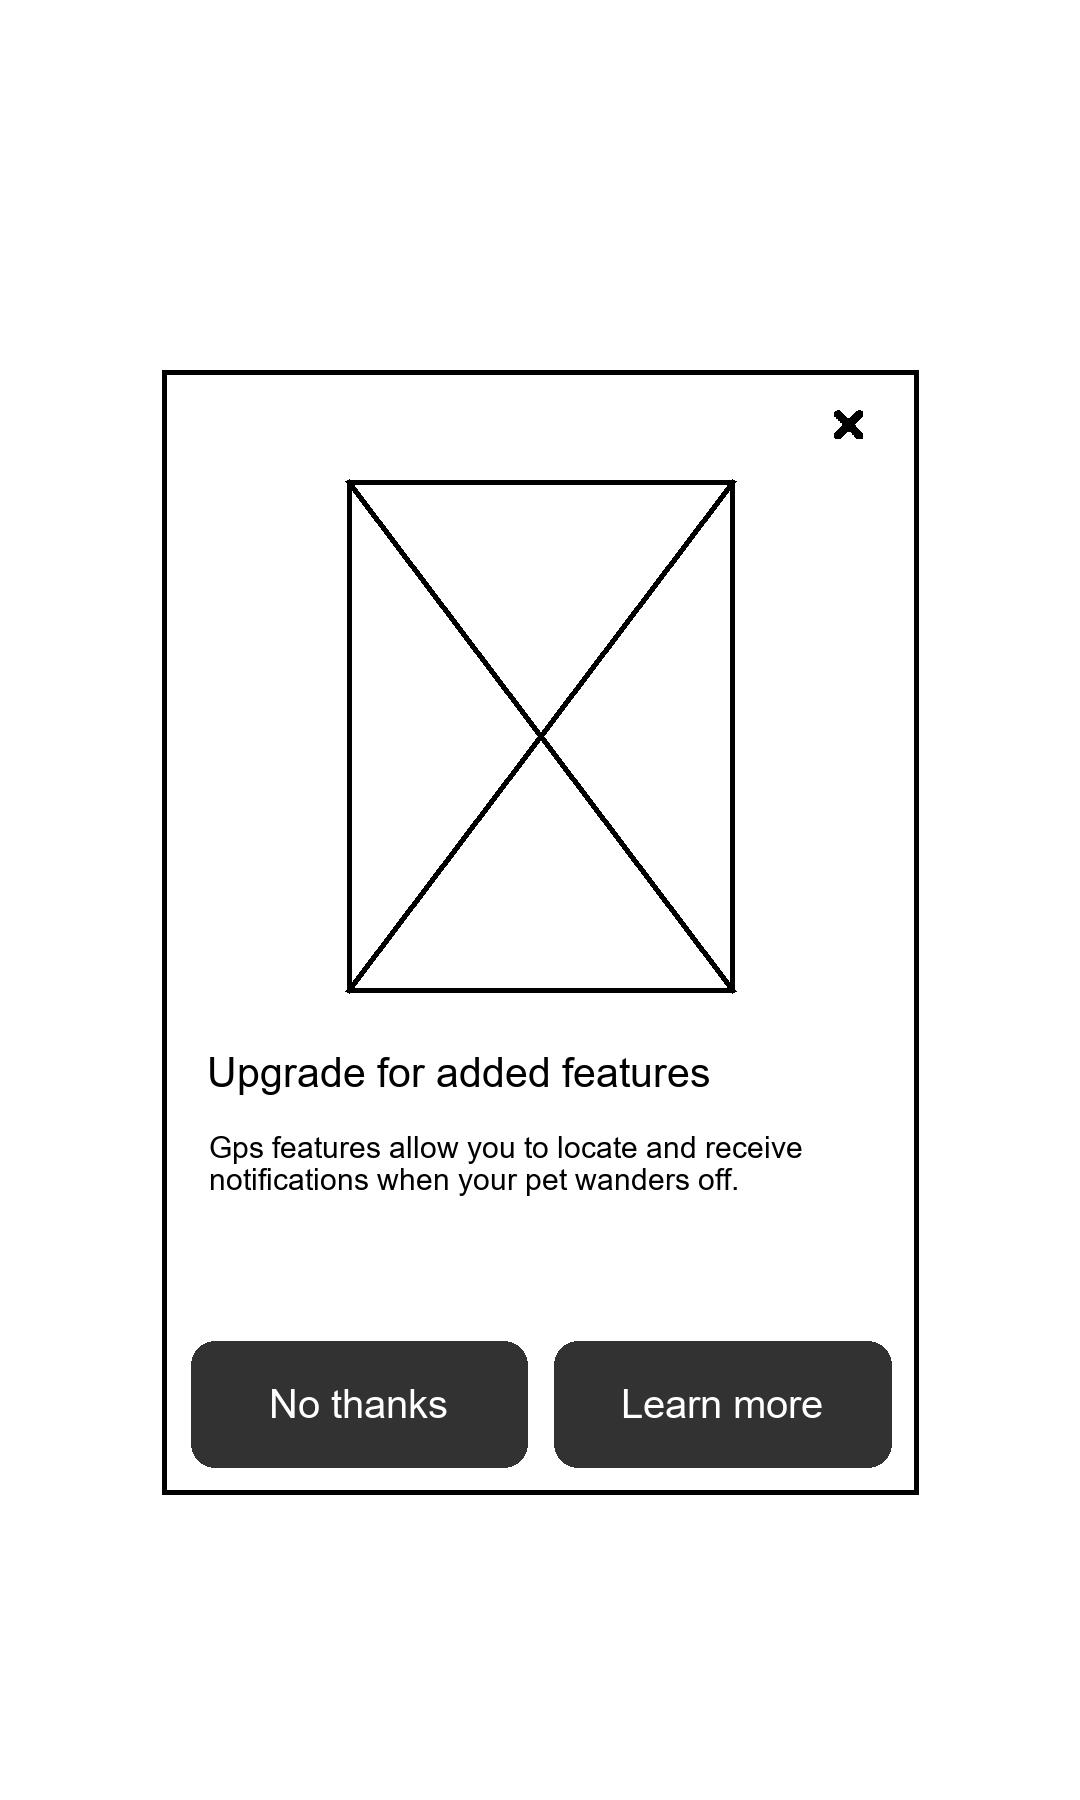 Upgrade for added features
Gps features allow you to locate and receive
notifications when your pet wanders off.
No thanks
Learn more